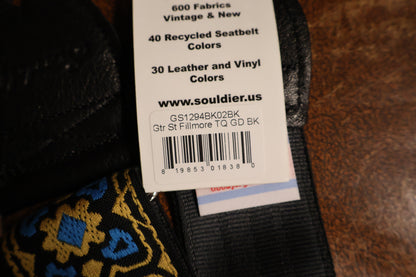 600 Fabrics
Vintage & New
40 Recycled Seatbelt
Colors
30 Leather and Vinyl
Colors
www.souldier.us
GS1294BK02BK
Gtr St Fillmore TQ GD BK
8 19853 01838 0